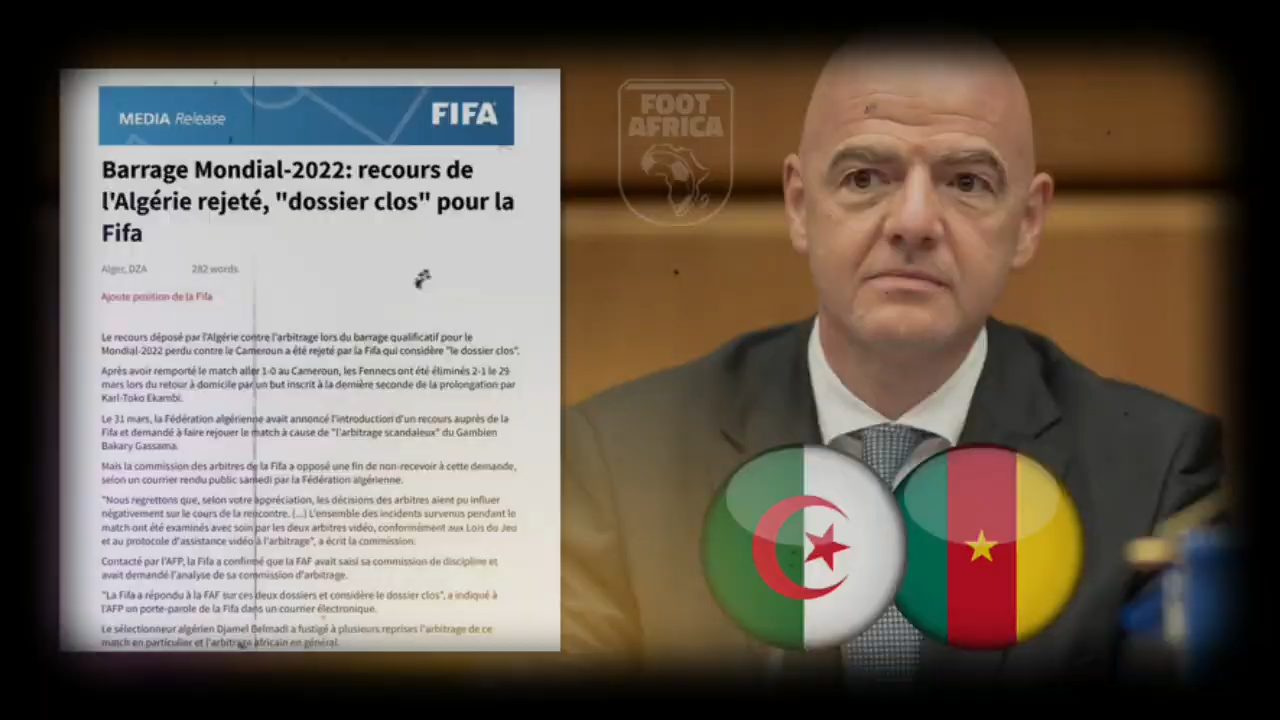 MEDIA Release
FIFA
Barrage Mondial-2022: recours de
l'Algérie rejeté, "dossier clos" pour la
Fifa
Alger, DZA 282 words
Ajoute position de la Fifa
Le recours déposé par l'Algérie contre l'arbitrage lors du barrage qualificatif pour le
Mondial-2022 perdu contre le Cameroun a été rejeté par la Fifa qui considère "le dossier clos".
Après avoir remporté le match aller 1-0 au Cameroun, les Fennecs ont été éliminés 2-1 le 29
mars lors du retour à domicile par un but inscrit à la dernière seconde de la prolongation par
Karl-Toko Ekambi.
Le 31 mars, la Fédération algérienne avait annoncé l'introduction d'un recours auprès de la
Fifa et demandé à faire rejouer le match à cause de "l'arbitrage scandaleux" du Gambien
Bakary Gassama.
Mais la commission des arbitres de la Fifa a opposé une fin de non-recevoir à cette demande,
selon un courrier rendu public samedi par la Fédération algérienne.
"Nous regrettons que, selon votre appréciation, les décisions des arbitres aient pu influer
négativement sur le cours de la rencontre. (...) L'ensemble des incidents survenus pendant le
match ont été examinés avec soin par les deux arbitres vidéo, conformément aux Lois du Jeu
et au protocole d'assistance vidéo à l'arbitrage", a écrit la commission.
Contacté par l'AFP, la Fifa a confirmé que la FAF avait saisi sa commission de discipline et
avait demandé l'analyse de sa commission d'arbitrage.
"La Fifa a répondu à la FAF sur ces deux dossiers et considère le dossier clos", a indiqué à
l'AFP un porte-parole de la Fifa dans un courrier électronique.
Le sélectionneur algérien Djamel Belmadi a fustigé à plusieurs reprises l'arbitrage de ce
match en particulier et l'arbitrage africain en général.
FOOT
AFRICA